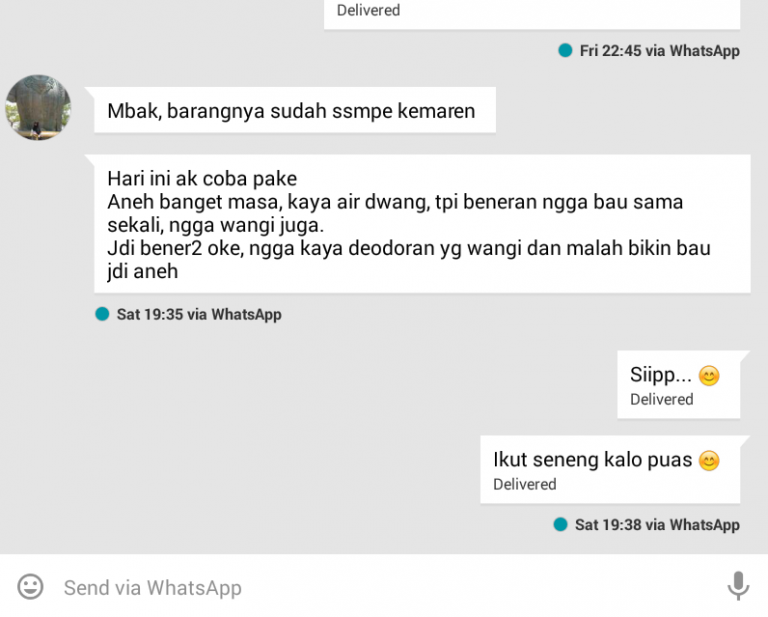 Delivered
Fri 22:45 via WhatsApp
Mbak, barangnya sudah ssmpe kemaren
Hari ini ak coba pake
Aneh banget masa, kaya air dwang, tpi beneran ngga bau sama
sekali, ngga wangi juga.
Jdi bener2 oke, ngga kaya deodoran yg wangi dan malah bikin bau
jdi aneh
Sat 19:35 via WhatsApp
Siipp... 😊
Delivered
Ikut seneng kalo puas 😊
Delivered
Sat 19:38 via WhatsApp
Send via WhatsApp